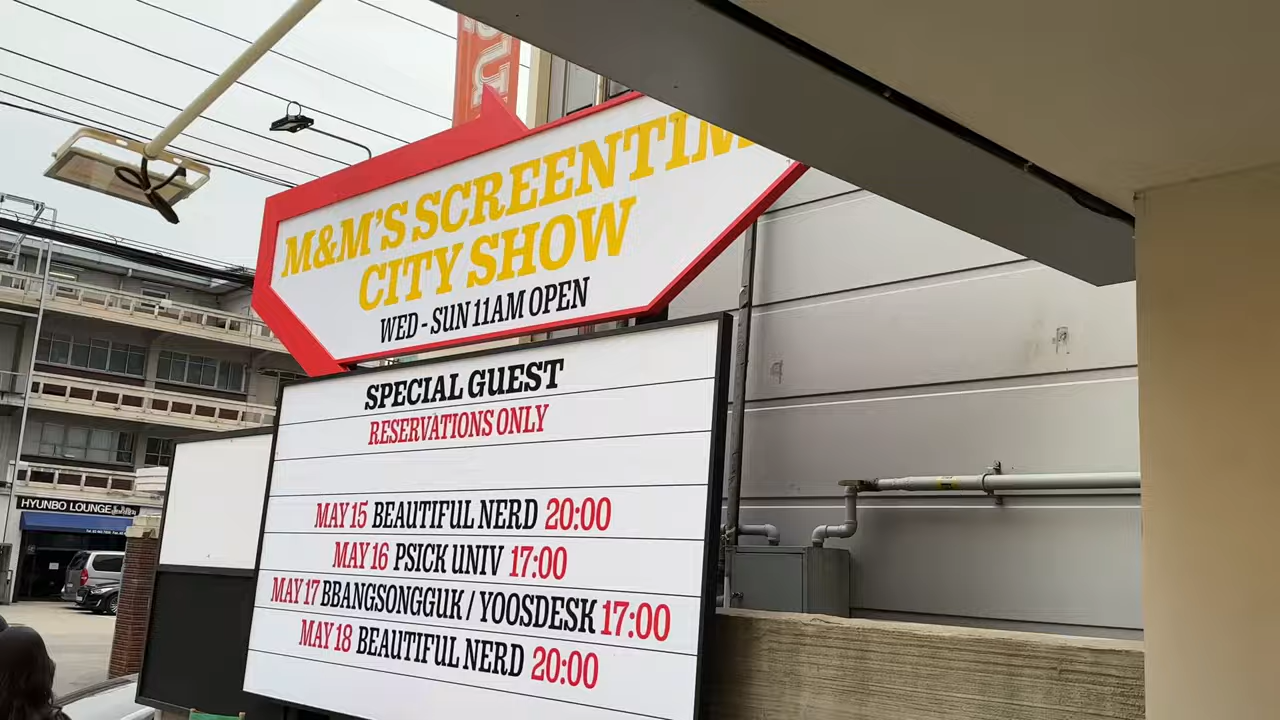 M&M'S SCREENTIM
CITY SHOW
WED - SUN 11AM OPEN
SPECIAL GUEST
RESERVATIONS ONLY
MAY 15 BEAUTIFUL NERD 20:00
MAY 16 PSICK UNIV 17:00
MAY 17 BBANGSONGGUK / YOOSDESK 17:00
MAY 18 BEAUTIFUL NERD 20:00
HYUNBO LOUNGE